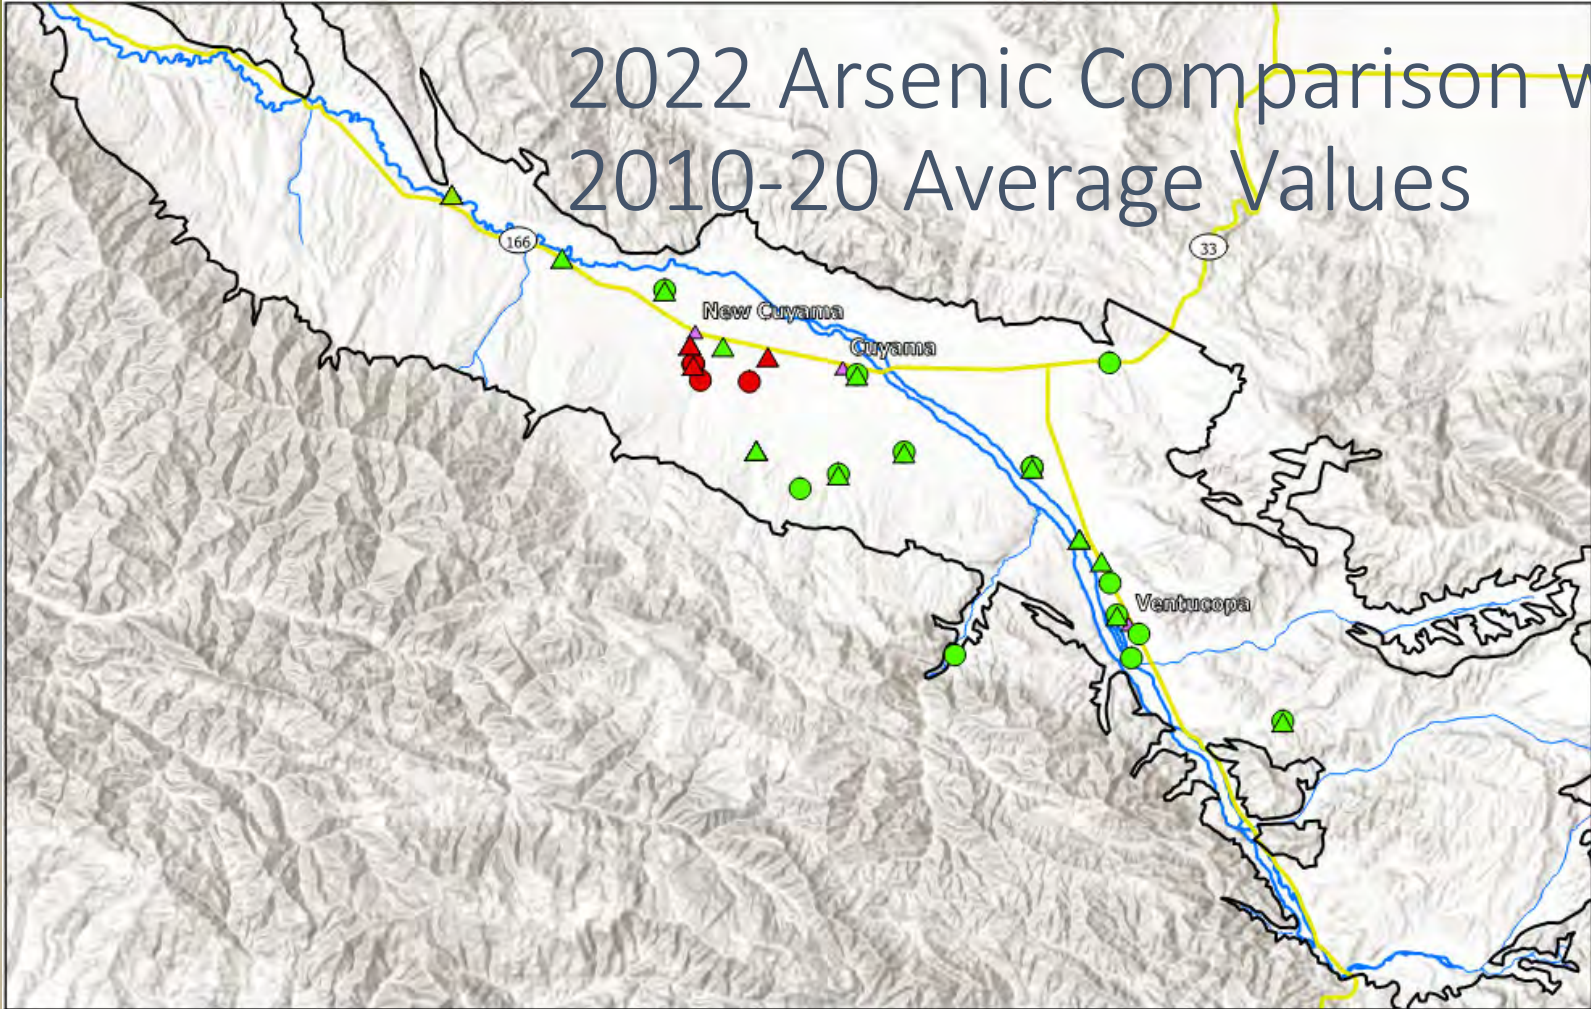 2022 Arsenic Comparison w
2010-20 Average Values
166
33
New Cuyama
Cuyama
Ventucopa